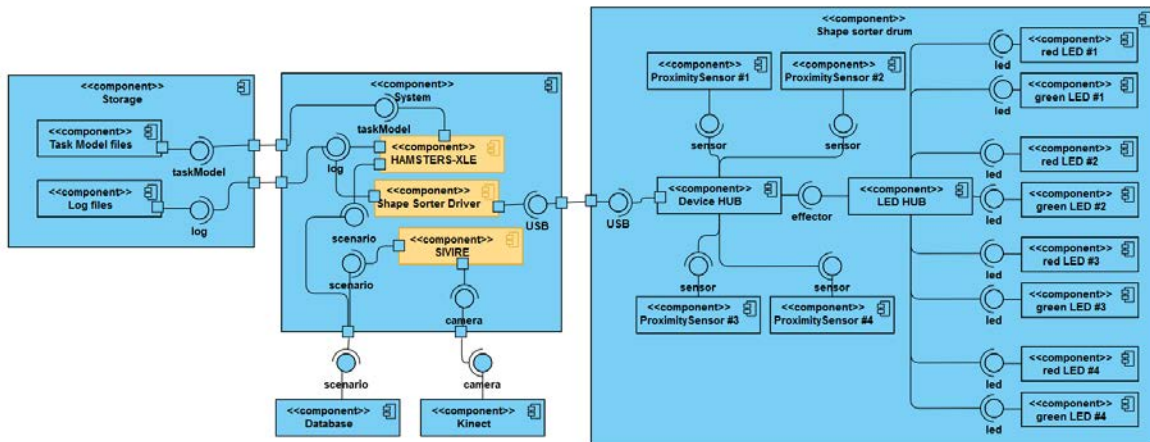 <<component>>
Storage
<<component>>
Task Model files
taskModel
<<component>>
Log files
log
<<component>>
System
taskModel
<<component>>
HAMSTERS-XLE
log
<<component>>
Shape Sorter Driver
scenario
USB
<<component>>
SIVIRE
scenario
camera
scenario
camera
<<component>>
Database
<<component>>
Kinect
<<component>>
Shape sorter drum
<<component>>
ProximitySensor #1
<<component>>
ProximitySensor #2
sensor
sensor
USB
<<component>>
Device HUB
effector
<<component>>
LED HUB
sensor
sensor
<<component>>
ProximitySensor #3
<<component>>
ProximitySensor #4
<<component>>
red LED #1
led
<<component>>
green LED #1
led
<<component>>
red LED #2
led
<<component>>
green LED #2
led
<<component>>
red LED #3
led
<<component>>
green LED #3
led
<<component>>
red LED #4
led
<<component>>
green LED #4
led